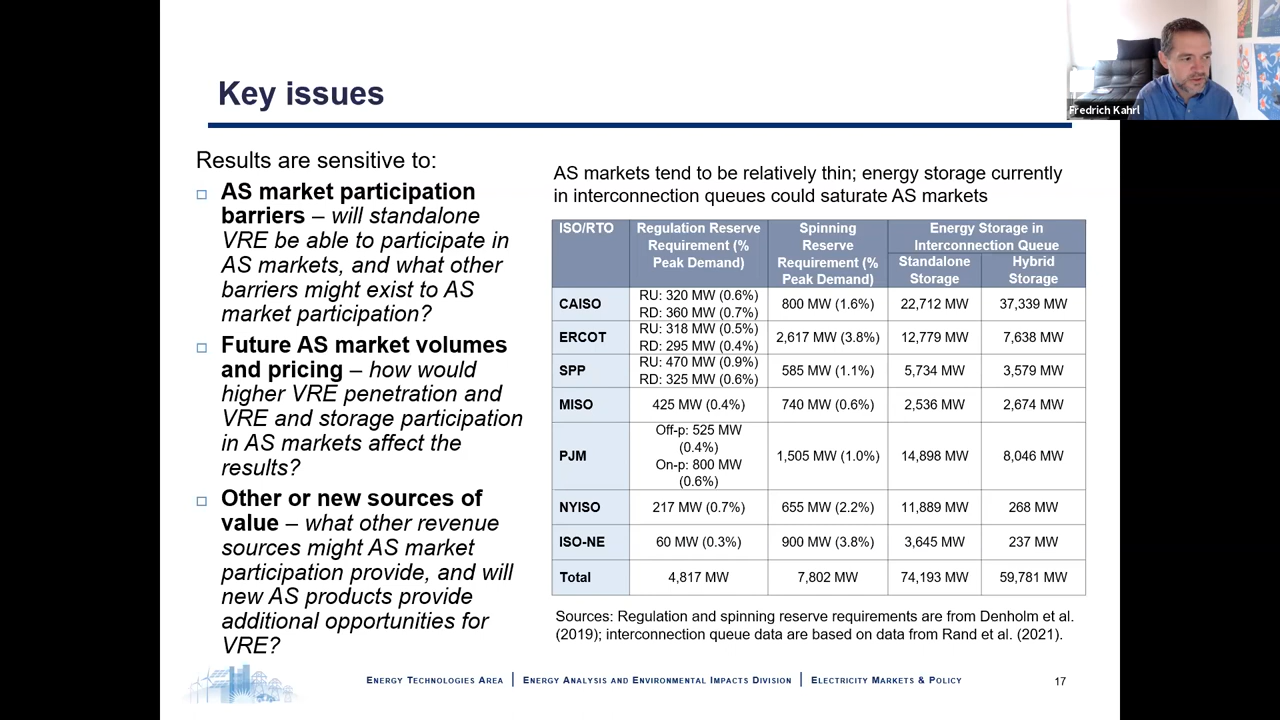 Fredrich Kahrl
Key issues
Results are sensitive to:
AS market participation
barriers – will standalone
VRE be able to participate in
AS markets, and what other
barriers might exist to AS
market participation?
Future AS market volumes
and pricing – how would
higher VRE penetration and
VRE and storage participation
in AS markets affect the
results?
Other or new sources of
value – what other revenue
sources might AS market
participation provide, and will
new AS products provide
additional opportunities for
VRE?
AS markets tend to be relatively thin; energy storage currently
in interconnection queues could saturate AS markets
ISO/RTO
Regulation Reserve
Requirement (%
Peak Demand)
Spinning
Reserve
Requirement (%
Peak Demand)
Energy Storage in
Interconnection Queue
Standalone
Storage
Hybrid
Storage
CAISO
RU: 320 MW (0.6%)
RD: 360 MW (0.7%)
800 MW (1.6%)
22,712 MW
37,339 MW
ERCOT
RU: 318 MW (0.5%)
RD: 295 MW (0.4%)
2,617 MW (3.8%)
12,779 MW
7,638 MW
SPP
RU: 470 MW (0.9%)
RD: 325 MW (0.6%)
585 MW (1.1%)
5,734 MW
3,579 MW
MISO
425 MW (0.4%)
740 MW (0.6%)
2,536 MW
2,674 MW
PJM
Off-p: 525 MW
(0.4%)
On-p: 800 MW
(0.6%)
1,505 MW (1.0%)
14,898 MW
8,046 MW
NYISO
217 MW (0.7%)
655 MW (2.2%)
11,889 MW
268 MW
ISO-NE
60 MW (0.3%)
900 MW (3.8%)
3,645 MW
237 MW
Total
4,817 MW
7,802 MW
74,193 MW
59,781 MW
Sources: Regulation and spinning reserve requirements are from Denholm et al.
(2019); interconnection queue data are based on data from Rand et al. (2021).
ENERGY TECHNOLOGIES AREA | ENERGY ANALYSIS AND ENVIRONMENTAL IMPACTS DIVISION | ELECTRICITY MARKETS & POLICY
17